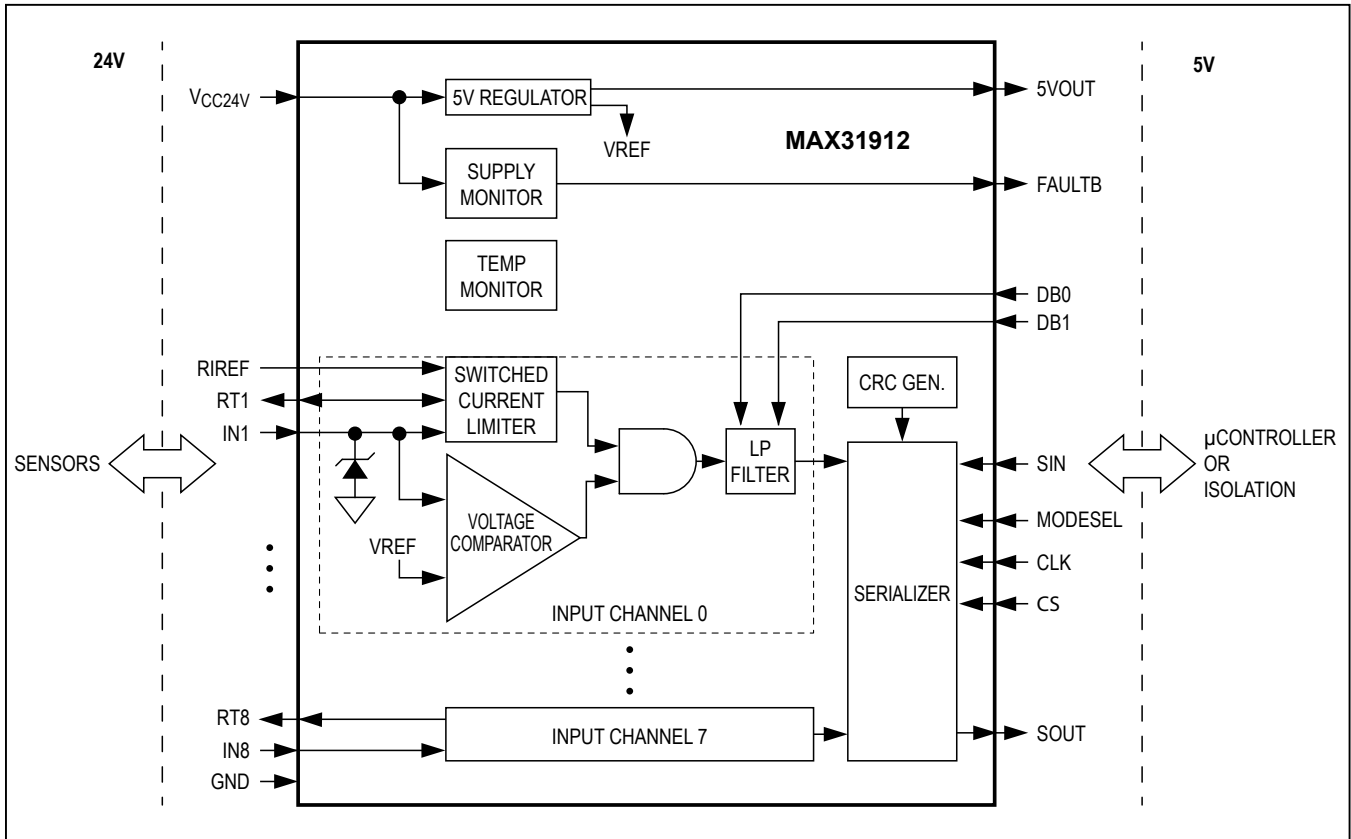 24V
5V
VCC24V
5V REGULATOR
5VOUT
VREF
MAX31912
SUPPLY
MONITOR
FAULTB
TEMP
MONITOR
DB0
DB1
RIREF
RT1
IN1
SWITCHED
CURRENT
LIMITER
CRC GEN.
LP
FILTER
SENSORS
VOLTAGE
COMPARATOR
VREF
INPUT CHANNEL 0
SERIALIZER
SIN
MODESEL
CLK
CS
µCONTROLLER
OR
ISOLATION
RT8
IN8
GND
INPUT CHANNEL 7
SOUT